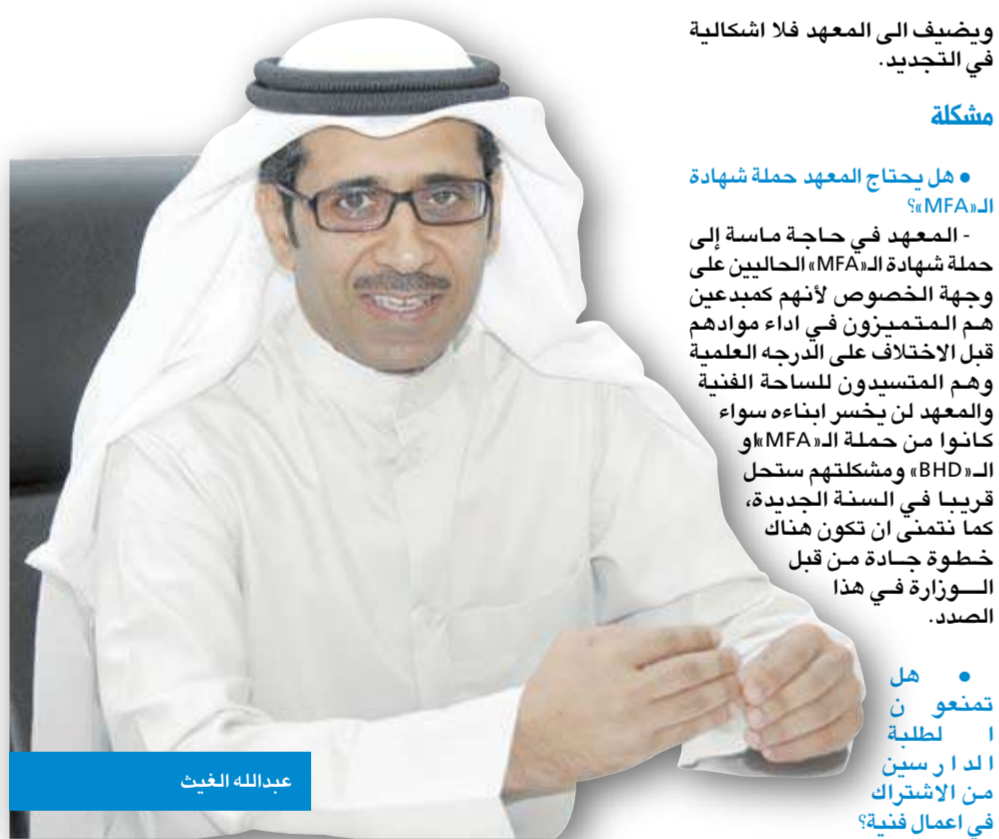 ويضيف الى المعهد فلا اشكالية
في التجديد.
مشكلة
• هل يحتاج المعهد حملة شهادة
الـ«MFA»؟
- المعهد في حاجة ماسة إلى
حملة شهادة الـ«MFA» الحاليين على
وجهة الخصوص لأنهم كمبدعين
هم المتميزون في اداء موادهم
قبل الاختلاف على الدرجه العلمية
وهم المتسيدون للساحة الفنية
والمعهد لن يخسر ابناءه سواء
كانوا من حملة الـ«MFA»او
الـ«BHD» ومشكلتهم ستحل
قريبا في السنة الجديدة،
كما نتمنى ان تكون هناك
خطوة جادة من قبل
الوزارة في هذا
الصدد.
• هل
تمنعو ن
ا لطلبة
الد ا ر سين
من الاشتراك
في اعمال فنية؟
عبدالله الغيث